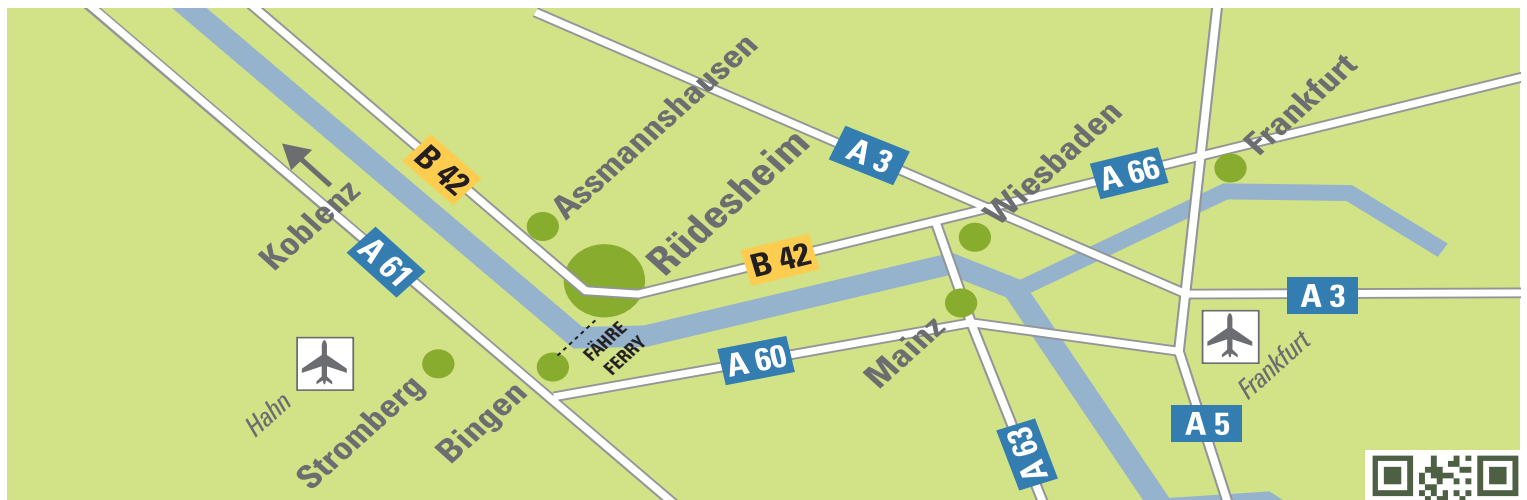 Assmannshausen
Frankfurt
Wiesbaden
A 3
B 42
Rüdesheim
A 66
Koblenz
A 61
B 42
A 3
FÄHRE
FERRY
Mainz
A 60
Frankfurt
Hahn
Stromberg
Bingen
A 5
A 63